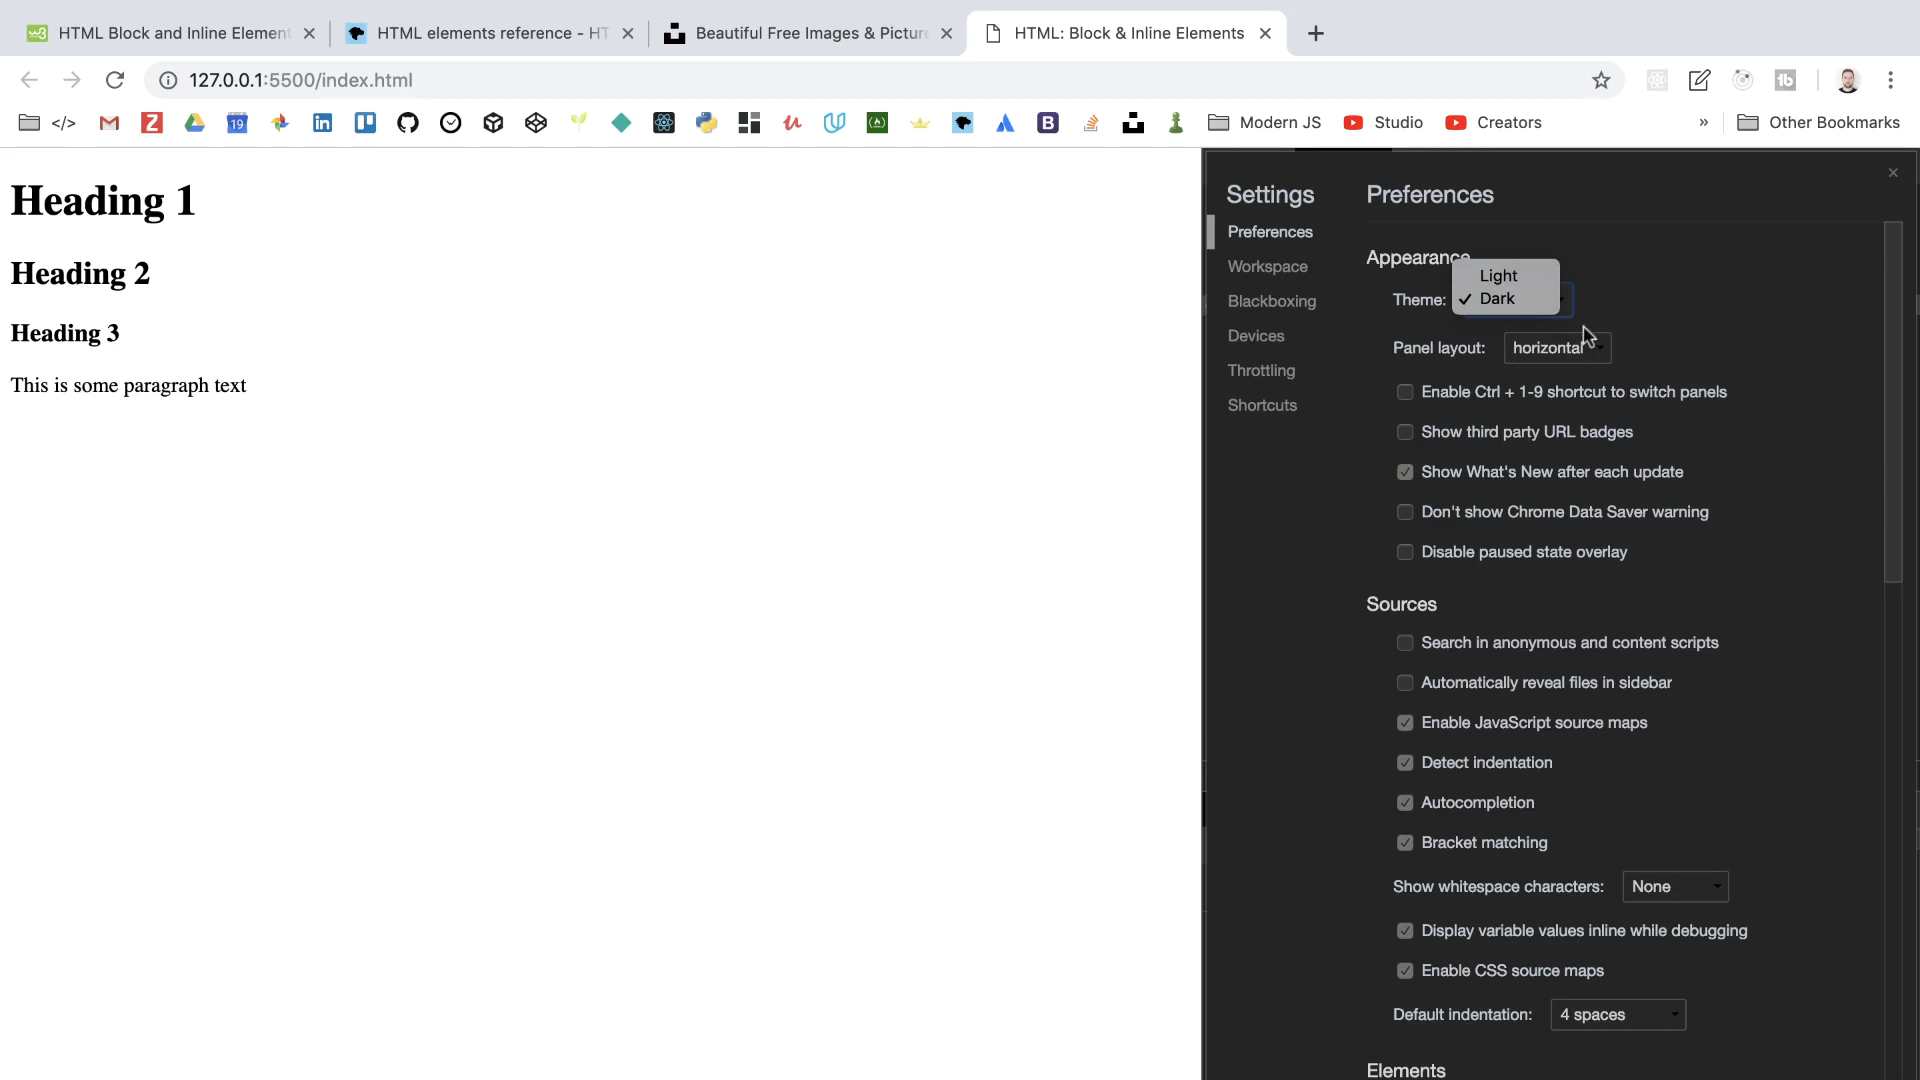 HTML Block and Inline Element
HTML elements reference - HT
Beautiful Free Images & Pictur
HTML: Block & Inline Elements
127.0.0.1:5500/index.html
19
Modern JS
Studio
Creators
Other Bookmarks
Heading 1
Heading 2
Heading 3
This is some paragraph text
Settings
Preferences
Workspace
Blackboxing
Devices
Throttling
Shortcuts
Preferences
Appearance
Theme:
Light
Dark
Panel layout: horizontal
Enable Ctrl + 1-9 shortcut to switch panels
Show third party URL badges
Show What's New after each update
Don't show Chrome Data Saver warning
Disable paused state overlay
Sources
Search in anonymous and content scripts
Automatically reveal files in sidebar
Enable JavaScript source maps
Detect indentation
Autocompletion
Bracket matching
Show whitespace characters: None
Display variable values inline while debugging
Enable CSS source maps
Default indentation: 4 spaces
Elements